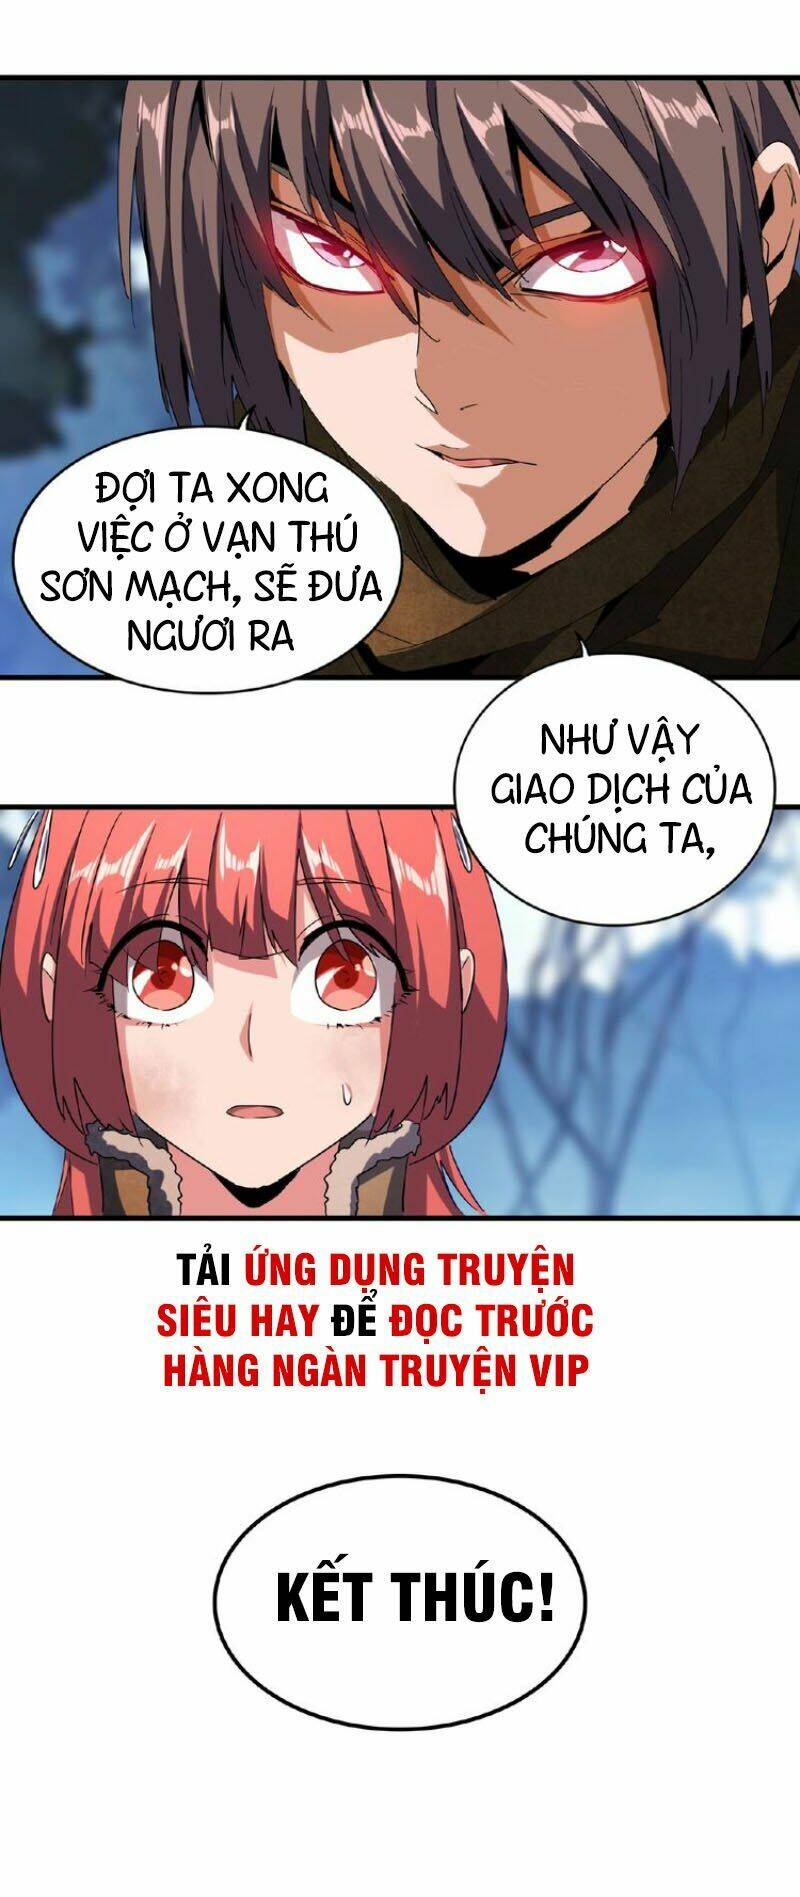 ĐỢI TA XONG
VIỆC Ở VẠN THÚ
SƠN MẠCH, SẼ ĐƯA
NGƯƠI RA
NHƯ VẬY
GIAO DỊCH CỦA
CHÚNG TA,
TẢI ỨNG DỤNG TRUYỆN
SIÊU HAY ĐỂ ĐỌC TRƯỚC
HÀNG NGÀN TRUYỆN VIP
KẾT THÚC!